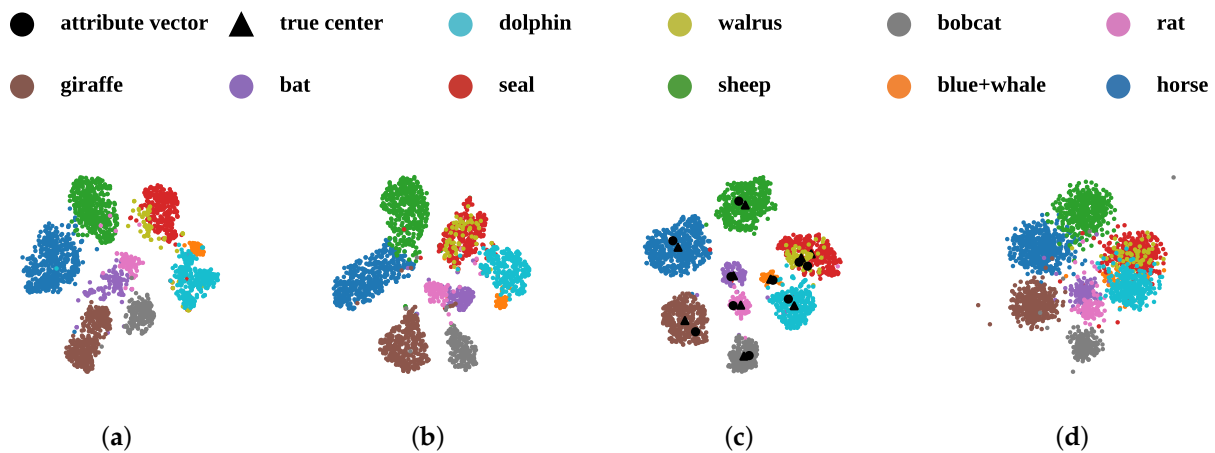 attribute vector true center dolphin walrus bobcat rat
giraffe bat seal sheep blue+whale horse
(a) (b) (c) (d)